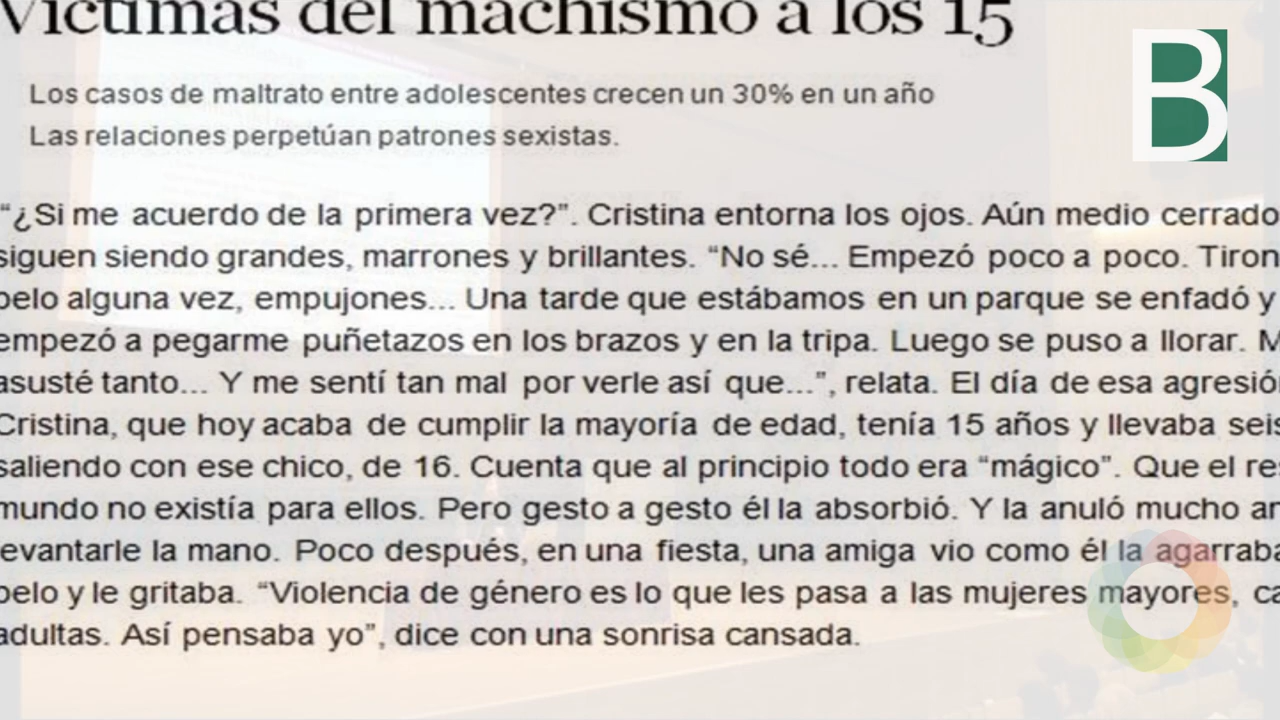 Víctimas del machismo a los 15
B
Los casos de maltrato entre adolescentes crecen un 30% en un año
Las relaciones perpetúan patrones sexistas.
“¿Si me acuerdo de la primera vez?”. Cristina entorna los ojos. Aún medio cerrado
siguen siendo grandes, marrones y brillantes. “No sé... Empezó poco a poco. Tiron
pelo alguna vez, empujones... Una tarde que estábamos en un parque se enfadó y
empezó a pegarme puñetazos en los brazos y en la tripa. Luego se puso a llorar. M
asusté tanto... Y me sentí tan mal por verle así que...”, relata. El día de esa agresión
Cristina, que hoy acaba de cumplir la mayoría de edad, tenía 15 años y llevaba seis
saliendo con ese chico, de 16. Cuenta que al principio todo era “mágico”. Que el res
mundo no existía para ellos. Pero gesto a gesto él la absorbió. Y la anuló mucho an
levantarle la mano. Poco después, en una fiesta, una amiga vio como él la agarraba
pelo y le gritaba. “Violencia de género es lo que les pasa a las mujeres mayores, ca
adultas. Así pensaba yo”, dice con una sonrisa cansada.